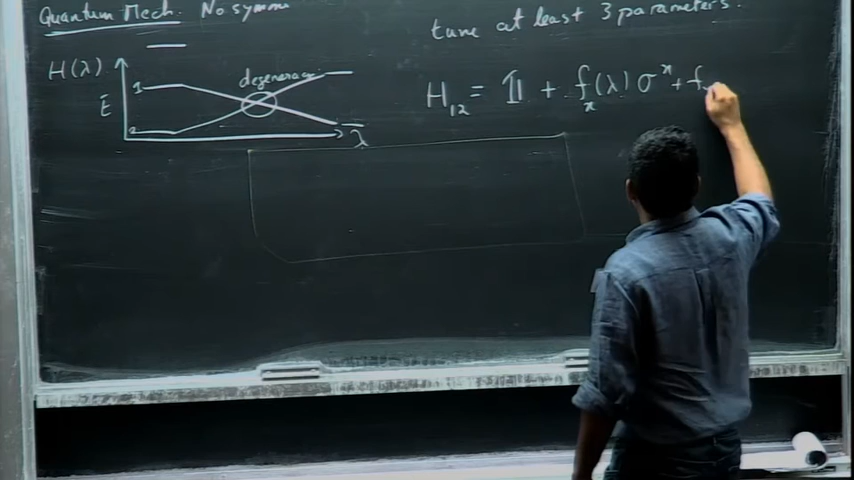 Quantum Mech. No symm
tune at least 3 parameters.
H(λ)
degeneracy
E
1
2
λ
H₁₂ = 𝟙 + fₓ(λ) σˣ + f